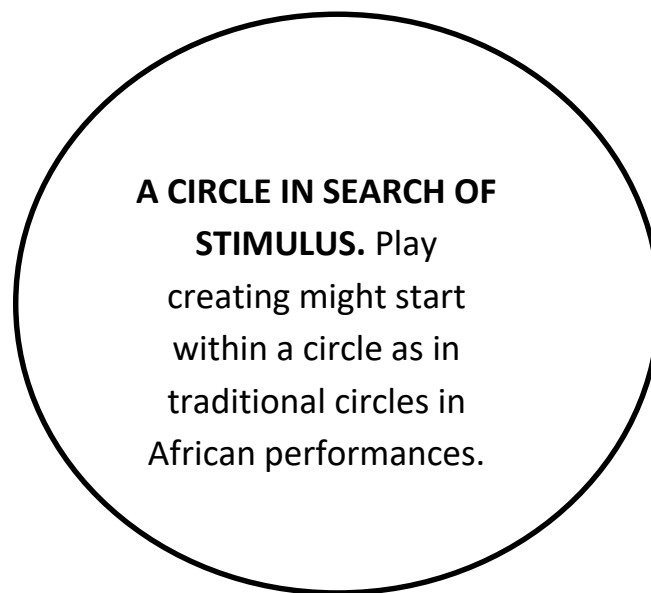 A CIRCLE IN SEARCH OF
STIMULUS. Play
creating might start
within a circle as in
traditional circles in
African performances.